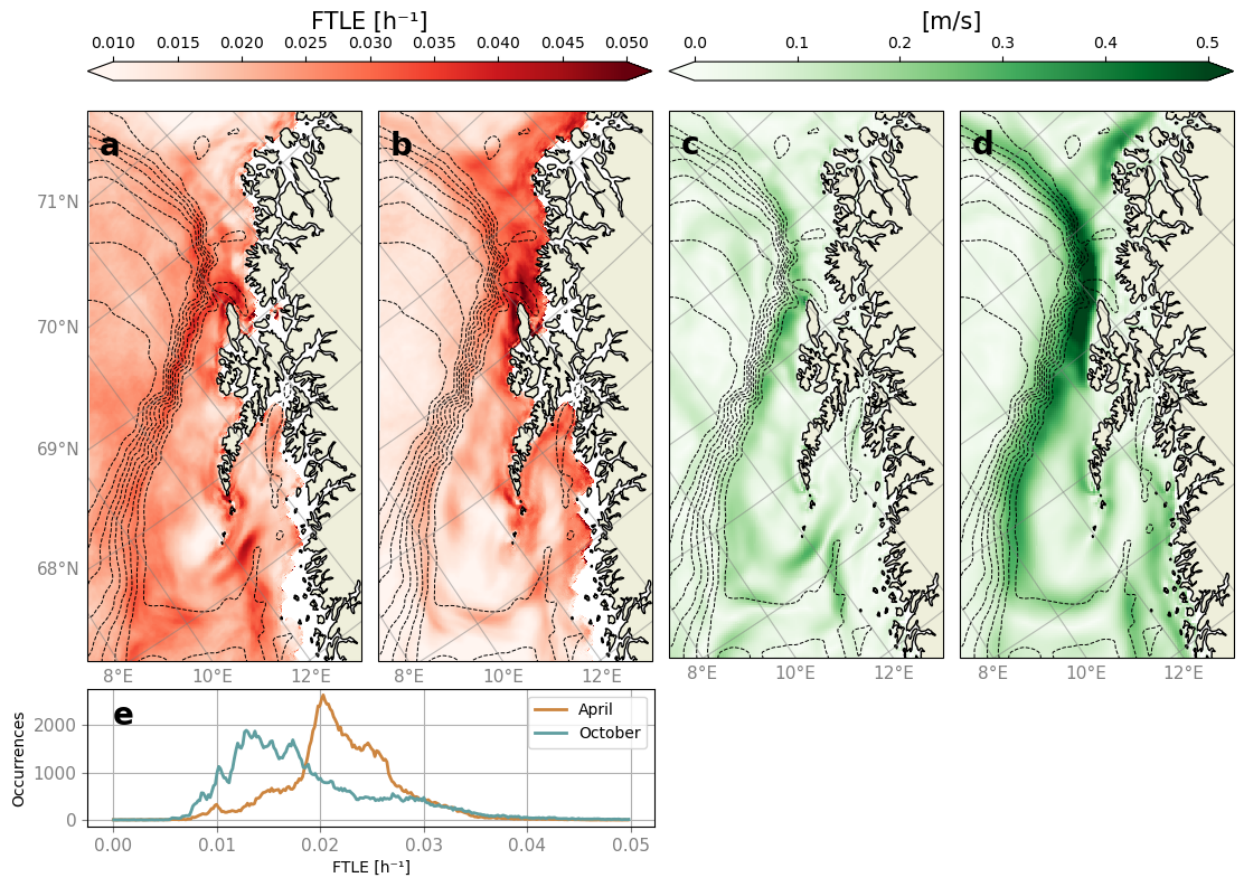 FTLE [h⁻¹]
[m/s]
0.010 0.015 0.020 0.025 0.030 0.035 0.040 0.045 0.050
0.0 0.1 0.2 0.3 0.4 0.5
a b c d
71°N
70°N
69°N
68°N
8°E 10°E 12°E 8°E 10°E 12°E 8°E 10°E 12°E 8°E 10°E 12°E
e
April
October
Occurrences
2000
1000
0
0.00 0.01 0.02 0.03 0.04 0.05
FTLE [h⁻¹]